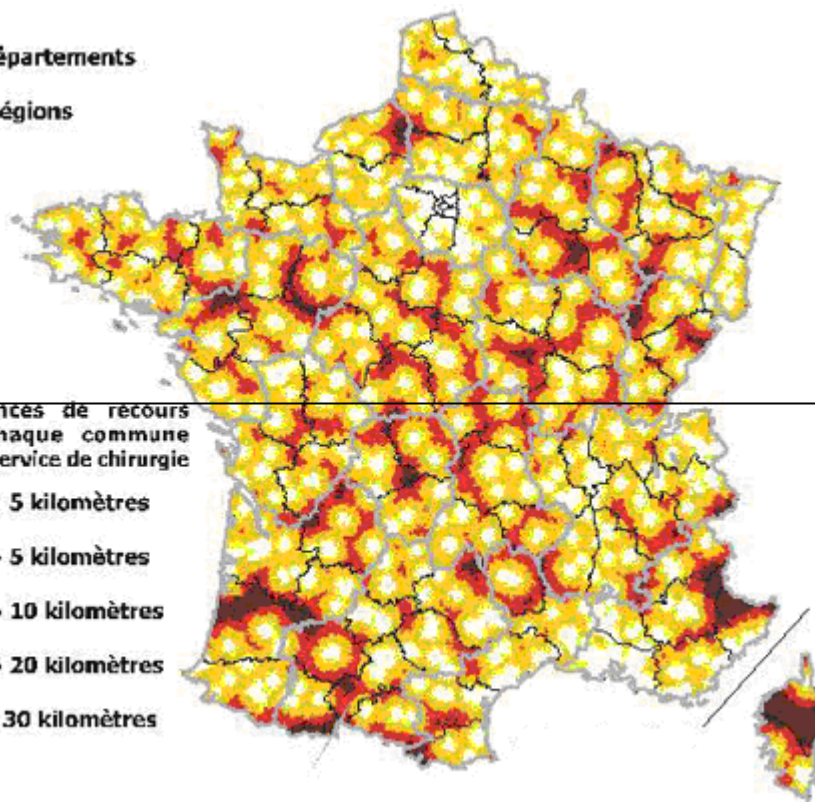 épartements
égions
nces de recours
haque commune
ervice de chirurgie
5 kilomètres
5 kilomètres
10 kilomètres
20 kilomètres
30 kilomètres